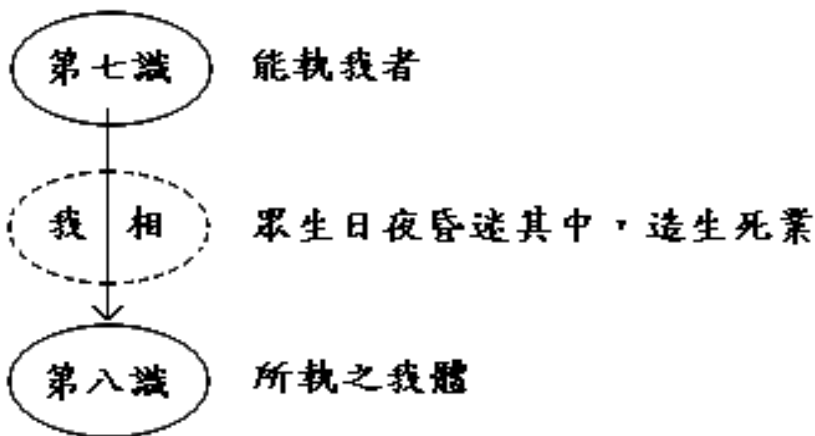 第七識 能執我者
我相 眾生日夜昏迷其中，造生死業
第八識 所執之我體